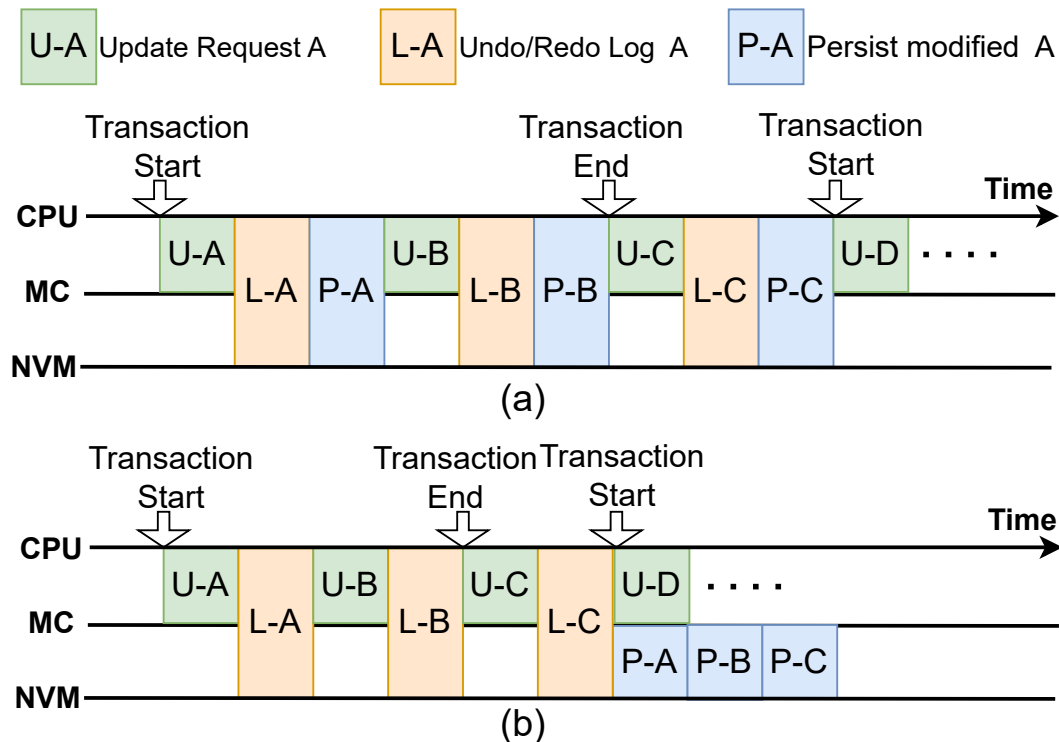 U-A Update Request A L-A Undo/Redo Log A P-A Persist modified A
Transaction Start
Transaction End
Transaction Start
Time
CPU
U-A L-A P-A U-B L-B P-B U-C L-C P-C U-D . . . .
MC
NVM
(a)
Transaction Start
Transaction End
Transaction Start
Time
CPU
U-A L-A U-B L-B U-C L-C U-D . . . .
MC
P-A P-B P-C
NVM
(b)